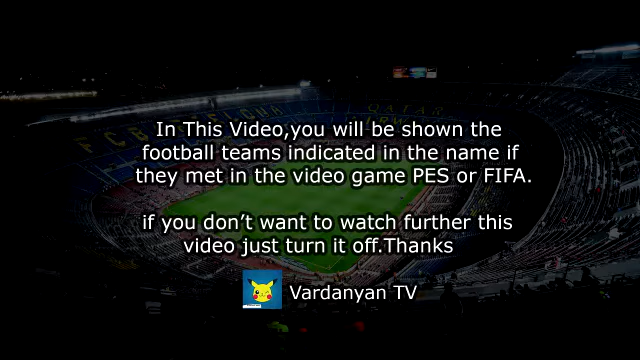 In This Video,you will be shown the
football teams indicated in the name if
they met in the video game PES or FIFA.
if you don’t want to watch further this
video just turn it off.Thanks
Vardanyan TV